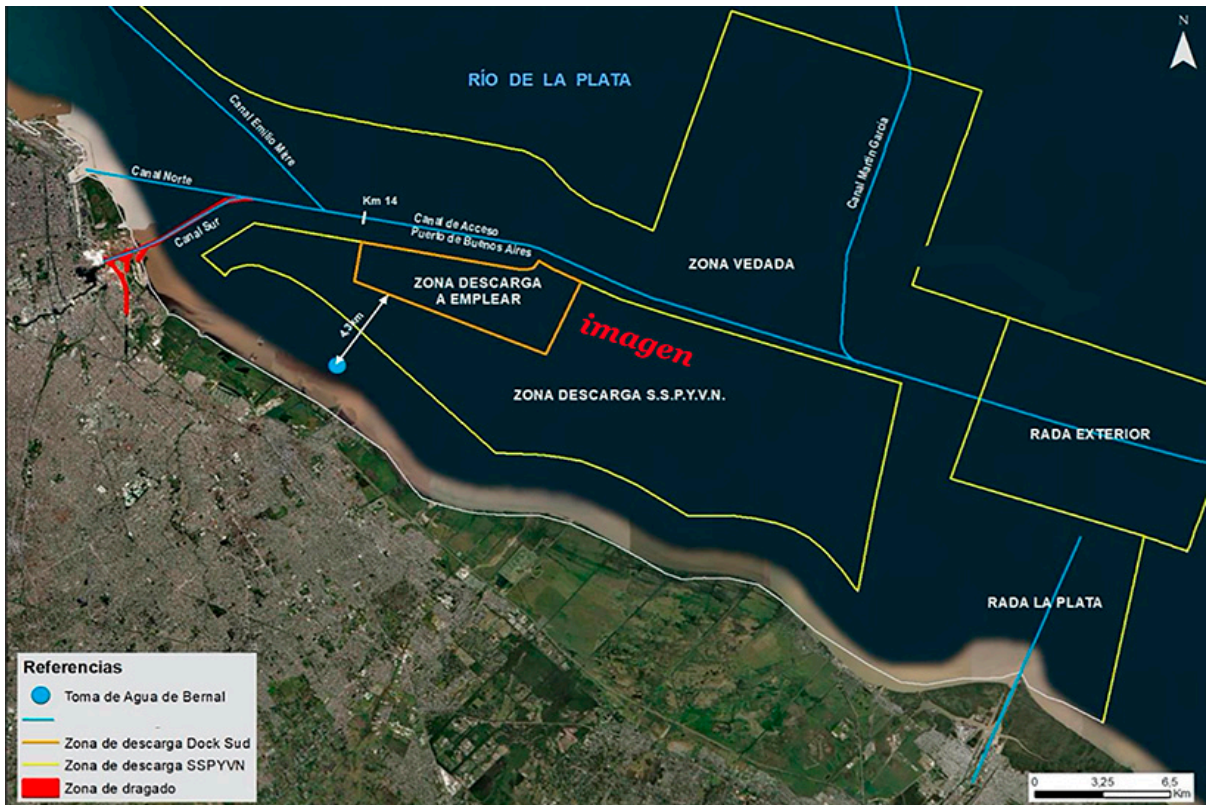 N
RÍO DE LA PLATA
Canal Emilio Mitre
Canal Martín García
Canal Norte
Km 14
Canal de Acceso
Puerto de Buenos Aires
Canal Sur
ZONA VEDADA
ZONA DESCARGA
A EMPLEAR
4,3 km
imagen
ZONA DESCARGA S.S.P.Y.V.N.
RADA EXTERIOR
RADA LA PLATA
Referencias
Toma de Agua de Bernal
Zona de descarga Dock Sud
Zona de descarga SSPYVN
Zona de dragado
0 3,25 6,5
Km